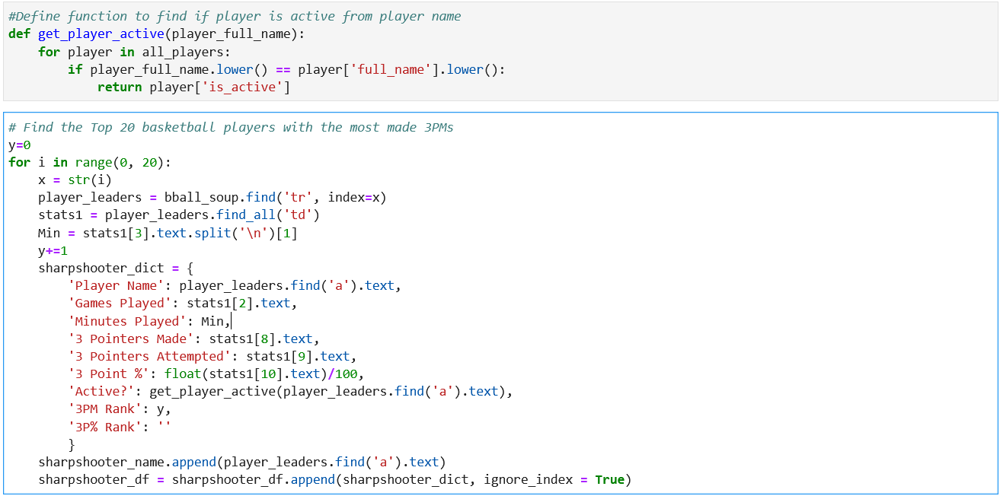 #Define function to find if player is active from player name
def get_player_active(player_full_name):
    for player in all_players:
        if player_full_name.lower() == player['full_name'].lower():
            return player['is_active']
# Find the Top 20 basketball players with the most made 3PMs
y=0
for i in range(0, 20):
    x = str(i)
    player_leaders = bball_soup.find('tr', index=x)
    stats1 = player_leaders.find_all('td')
    Min = stats1[3].text.split('\n')[1]
    y+=1
    sharpshooter_dict = {
        'Player Name': player_leaders.find('a').text,
        'Games Played': stats1[2].text,
        'Minutes Played': Min,
        '3 Pointers Made': stats1[8].text,
        '3 Pointers Attempted': stats1[9].text,
        '3 Point %': float(stats1[10].text)/100,
        'Active?': get_player_active(player_leaders.find('a').text),
        '3PM Rank': y,
        '3P% Rank': ''
        }
    sharpshooter_name.append(player_leaders.find('a').text)
    sharpshooter_df = sharpshooter_df.append(sharpshooter_dict, ignore_index = True)